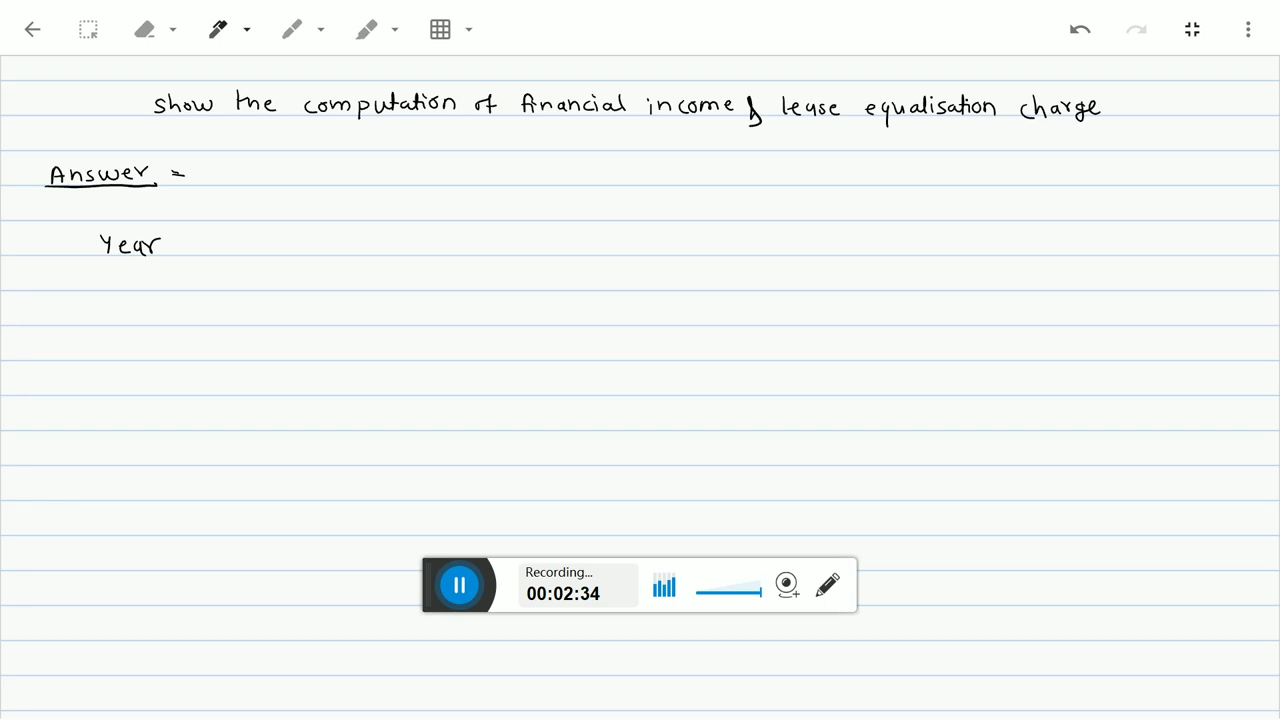 show the computation of financial income & lease equalisation charge
Answer =
Year
Recording...
00:02:34